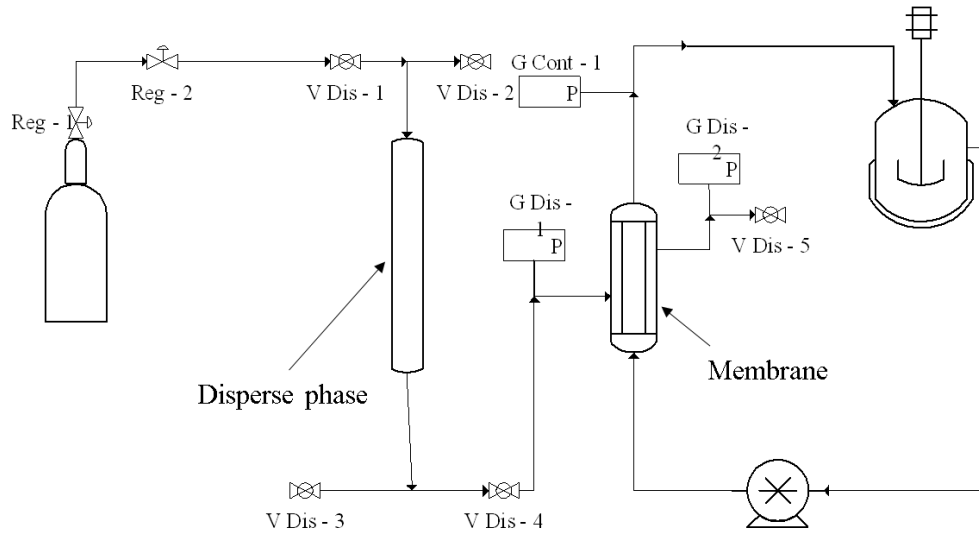 G Cont - 1
P
Reg - 2
V Dis - 1
V Dis - 2
Reg - 1
G Dis -
2
P
G Dis -
1
P
V Dis - 5
Membrane
Disperse phase
V Dis - 3
V Dis - 4